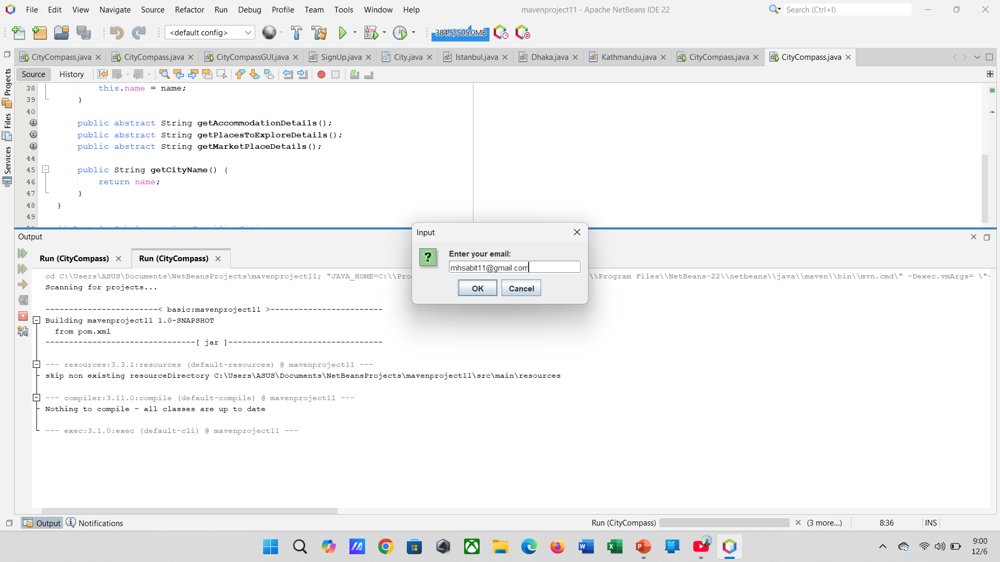 File Edit View Navigate Source Refactor Run Debug Profile Team Tools Window Help
mavenproject11 - Apache NetBeans IDE 22
Search (Ctrl+I)
<default config>
384.5/505.0MB
CityCompass.java CityCompass.java CityCompassGUI.java SignUp.java City.java Istanbul.java Dhaka.java Kathmandu.java CityCompass.java CityCompass.java
Projects
Files
Services
Source History
38 this.name = name;
39 }
40
public abstract String getAccommodationDetails();
public abstract String getPlacesToExploreDetails();
public abstract String getMarketPlaceDetails();
44
45 public String getCityName() {
46 return name;
47 }
48 }
49
Output
Run (CityCompass) Run (CityCompass)
cd C:\Users\ASUS\Documents\NetBeansProjects\mavenproject11; "JAVA_HOME=C:\\Pro
\\Program Files\\NetBeans-22\\netbeans\\java\\maven\\bin\\mvn.cmd\" -Dexec.vmArgs= \"-
Scanning for projects...
------------------------< basic:mavenproject11 >------------------------
Building mavenproject11 1.0-SNAPSHOT
from pom.xml
--------------------------------[ jar ]---------------------------------
--- resources:3.3.1:resources (default-resources) @ mavenproject11 ---
skip non existing resourceDirectory C:\Users\ASUS\Documents\NetBeansProjects\mavenproject11\src\main\resources
--- compiler:3.11.0:compile (default-compile) @ mavenproject11 ---
Nothing to compile - all classes are up to date
--- exec:3.1.0:exec (default-cli) @ mavenproject11 ---
Input
Enter your email:
mhsabit11@gmail.com
OK Cancel
Output Notifications
Run (CityCompass) (3 more...) 8:36 INS
9:00
12/6